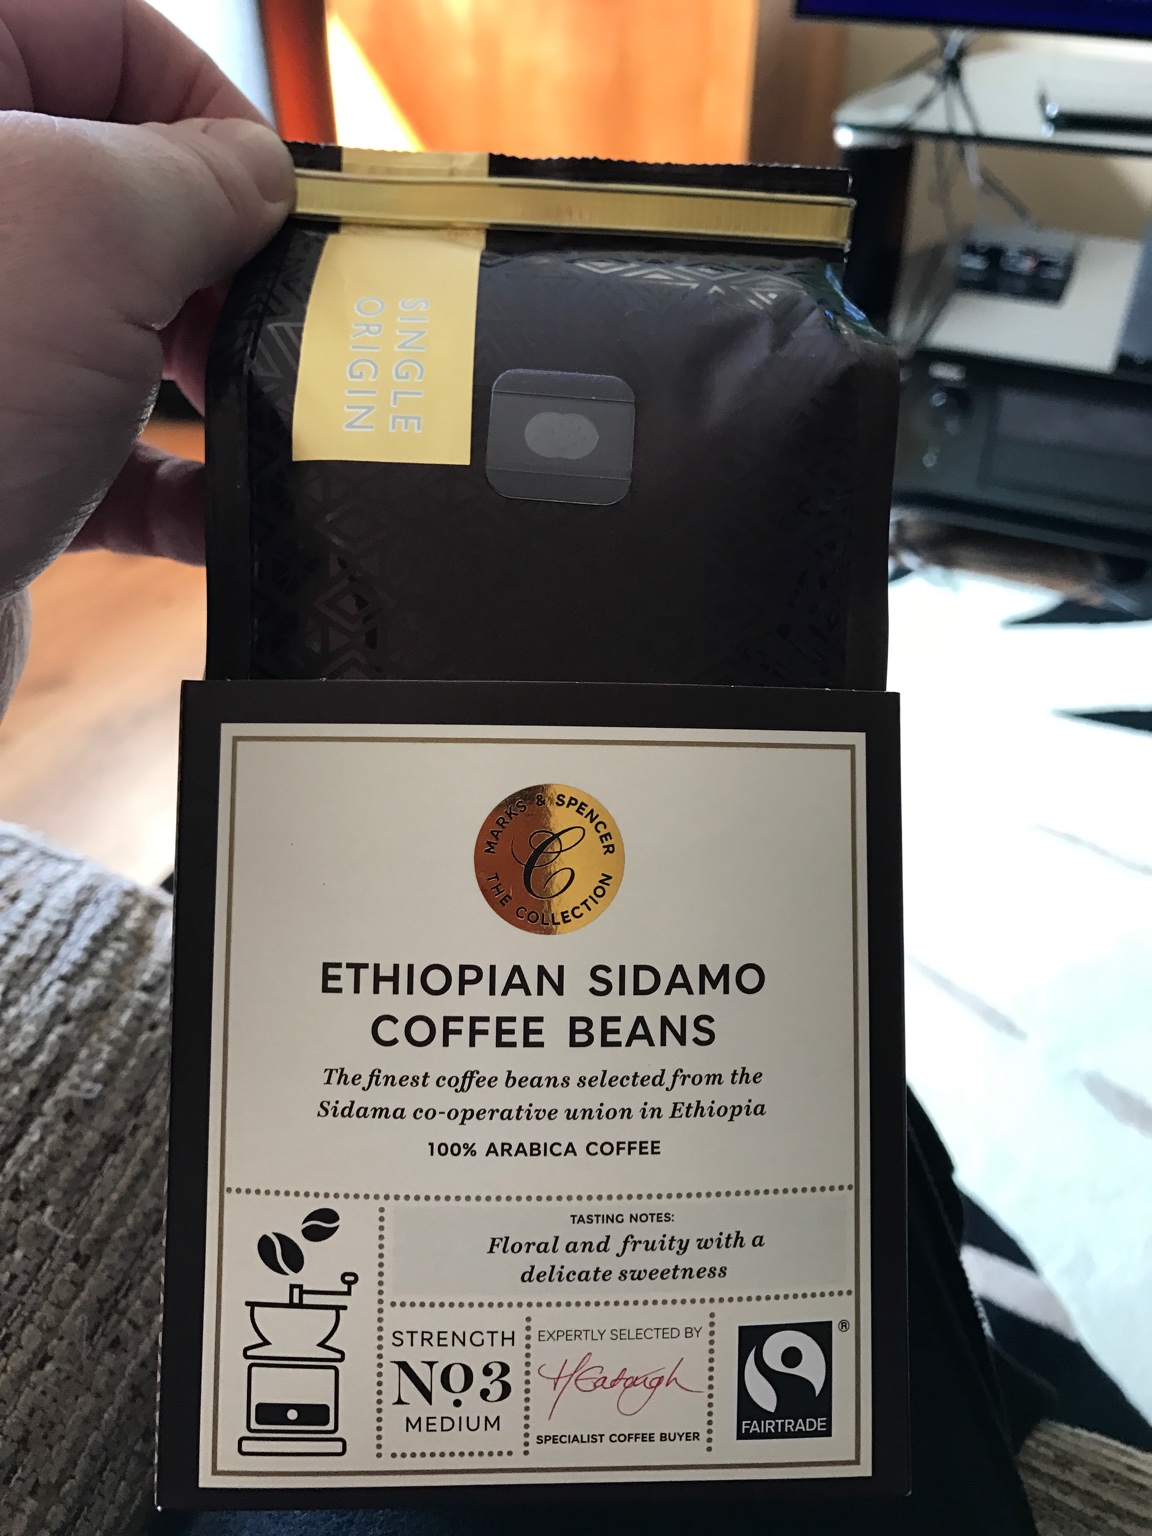 SINGLE
ORIGIN
MARKS & SPENCER
C
THE COLLECTION
ETHIOPIAN SIDAMO
COFFEE BEANS
The finest coffee beans selected from the
Sidama co-operative union in Ethiopia
100% ARABICA COFFEE
TASTING NOTES:
Floral and fruity with a
delicate sweetness
STRENGTH
No3
MEDIUM
EXPERTLY SELECTED BY
H Eatough
SPECIALIST COFFEE BUYER
®
FAIRTRADE